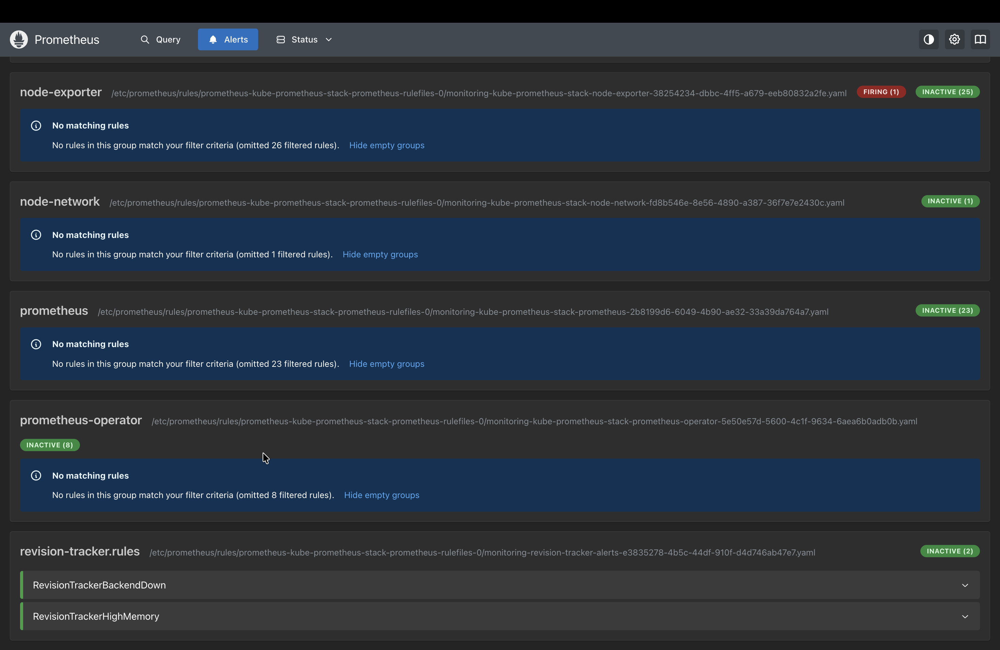 Prometheus Query Alerts Status
node-exporter /etc/prometheus/rules/prometheus-kube-prometheus-stack-prometheus-rulefiles-0/monitoring-kube-prometheus-stack-node-exporter-38254234-dbbc-4ff5-a679-eeb80832a2fe.yaml FIRING (1) INACTIVE (25)
No matching rules
No rules in this group match your filter criteria (omitted 26 filtered rules). Hide empty groups
node-network /etc/prometheus/rules/prometheus-kube-prometheus-stack-prometheus-rulefiles-0/monitoring-kube-prometheus-stack-node-network-fd8b546e-8e56-4890-a387-36f7e7e2430c.yaml INACTIVE (1)
No matching rules
No rules in this group match your filter criteria (omitted 1 filtered rules). Hide empty groups
prometheus /etc/prometheus/rules/prometheus-kube-prometheus-stack-prometheus-rulefiles-0/monitoring-kube-prometheus-stack-prometheus-2b8199d6-6049-4b90-ae32-33a39da764a7.yaml INACTIVE (23)
No matching rules
No rules in this group match your filter criteria (omitted 23 filtered rules). Hide empty groups
prometheus-operator /etc/prometheus/rules/prometheus-kube-prometheus-stack-prometheus-rulefiles-0/monitoring-kube-prometheus-stack-prometheus-operator-5e50e57d-5600-4c1f-9634-6aea6b0adb0b.yaml
INACTIVE (8)
No matching rules
No rules in this group match your filter criteria (omitted 8 filtered rules). Hide empty groups
revision-tracker.rules /etc/prometheus/rules/prometheus-kube-prometheus-stack-prometheus-rulefiles-0/monitoring-revision-tracker-alerts-e3835278-4b5c-44df-910f-d4d746ab47e7.yaml INACTIVE (2)
RevisionTrackerBackendDown
RevisionTrackerHighMemory